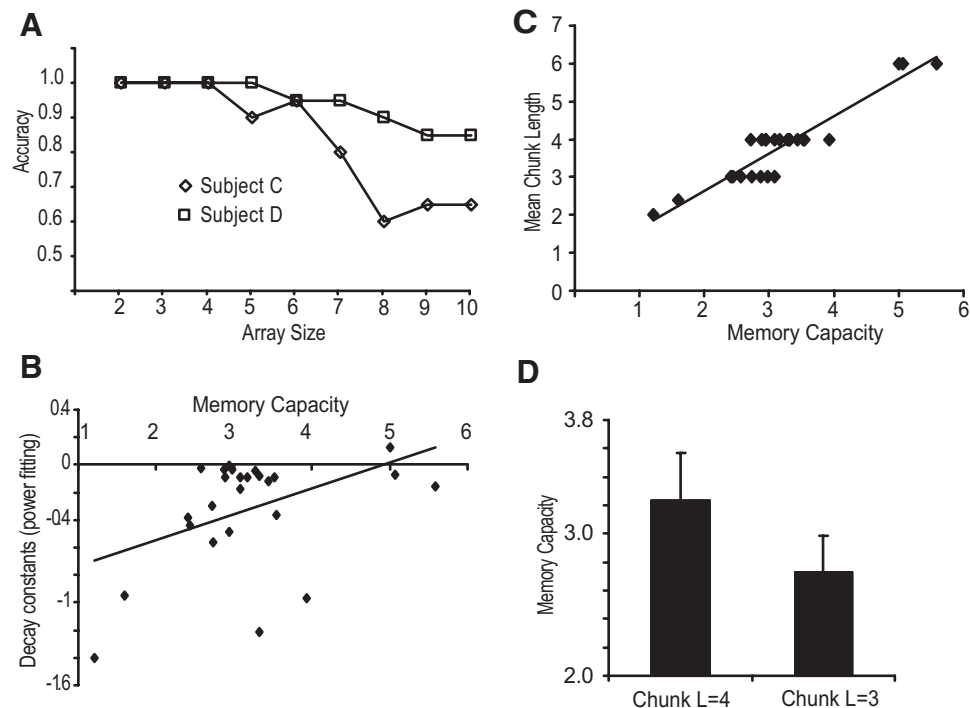 A
Accuracy
1.0
0.9
0.8
0.7
0.6
0.5
Subject C
Subject D
2 3 4 5 6 7 8 9 10
Array Size
B
Memory Capacity
Decay constants (power fitting)
04
0
-04
-1
-16
1 2 3 4 5 6
C
Mean Chunk Length
7
6
5
4
3
2
1
0
1 2 3 4 5 6
Memory Capacity
D
Memory Capacity
3.8
3.0
2.0
Chunk L=4 Chunk L=3